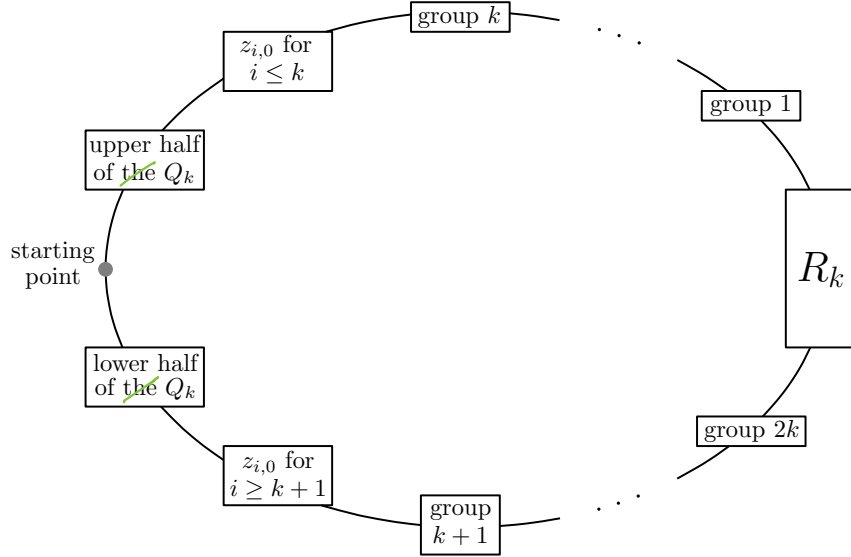 group k
z_{i,0} for
i ≤ k
group 1
upper half
of the Q_k
starting
point
R_k
lower half
of the Q_k
group 2k
z_{i,0} for
i ≥ k+1
group
k+1